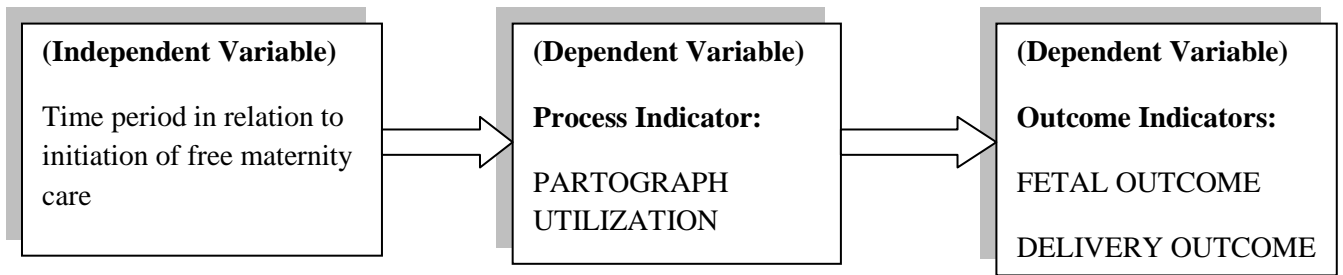 (Independent Variable)
Time period in relation to
initiation of free maternity
care
(Dependent Variable)
Process Indicator:
PARTOGRAPH
UTILIZATION
(Dependent Variable)
Outcome Indicators:
FETAL OUTCOME
DELIVERY OUTCOME